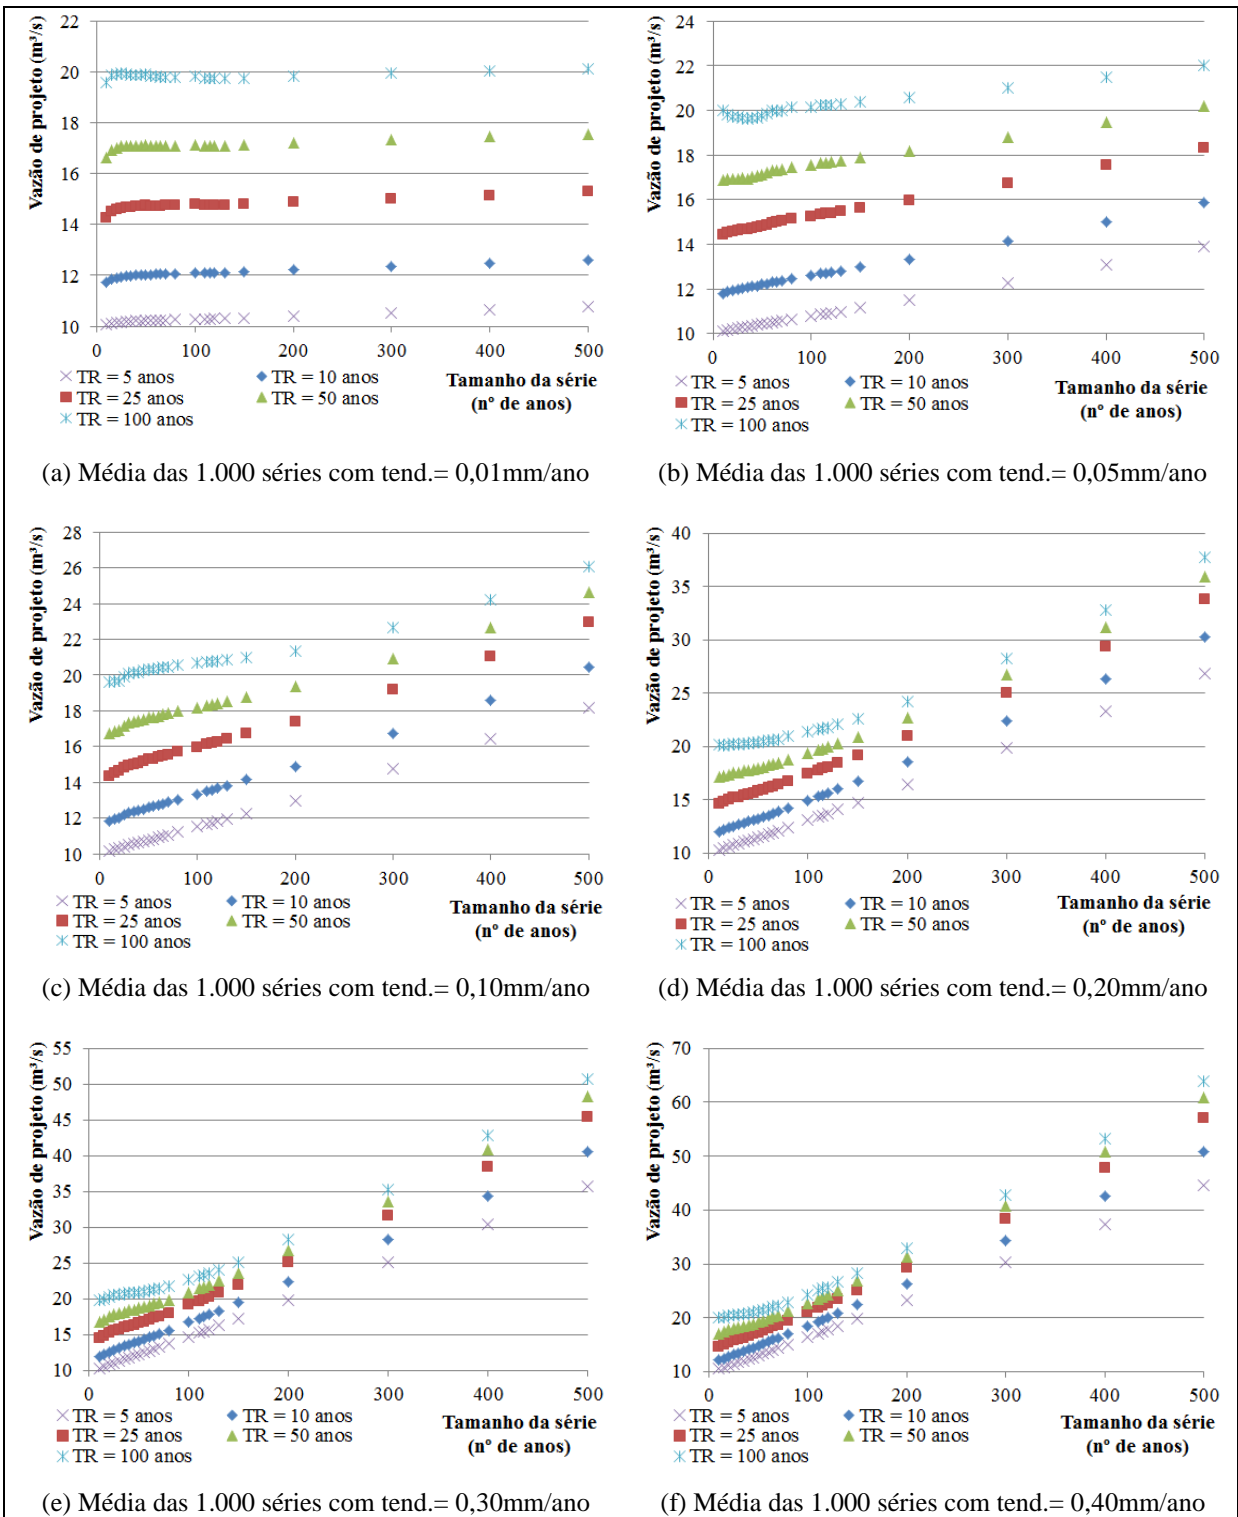 Vazão de projeto (m³/s)
22
20
18
16
14
12
10
0 100 200 300 400 500
TR = 5 anos TR = 10 anos
TR = 25 anos TR = 50 anos
TR = 100 anos
Tamanho da série
(nº de anos)
(a) Média das 1.000 séries com tend.= 0,01mm/ano
Vazão de projeto (m³/s)
24
22
20
18
16
14
12
10
0 100 200 300 400 500
TR = 5 anos TR = 10 anos
TR = 25 anos TR = 50 anos
TR = 100 anos
Tamanho da série
(nº de anos)
(b) Média das 1.000 séries com tend.= 0,05mm/ano
Vazão de projeto (m³/s)
28
26
24
22
20
18
16
14
12
10
0 100 200 300 400 500
TR = 5 anos TR = 10 anos
TR = 25 anos TR = 50 anos
TR = 100 anos
Tamanho da série
(nº de anos)
(c) Média das 1.000 séries com tend.= 0,10mm/ano
Vazão de projeto (m³/s)
40
35
30
25
20
15
10
0 100 200 300 400 500
TR = 5 anos TR = 10 anos
TR = 25 anos TR = 50 anos
TR = 100 anos
Tamanho da série
(nº de anos)
(d) Média das 1.000 séries com tend.= 0,20mm/ano
Vazão de projeto (m³/s)
55
50
45
40
35
30
25
20
15
10
0 100 200 300 400 500
TR = 5 anos TR = 10 anos
TR = 25 anos TR = 50 anos
TR = 100 anos
Tamanho da série
(nº de anos)
(e) Média das 1.000 séries com tend.= 0,30mm/ano
Vazão de projeto (m³/s)
70
60
50
40
30
20
10
0 100 200 300 400 500
TR = 5 anos TR = 10 anos
TR = 25 anos TR = 50 anos
TR = 100 anos
Tamanho da série
(nº de anos)
(f) Média das 1.000 séries com tend.= 0,40mm/ano